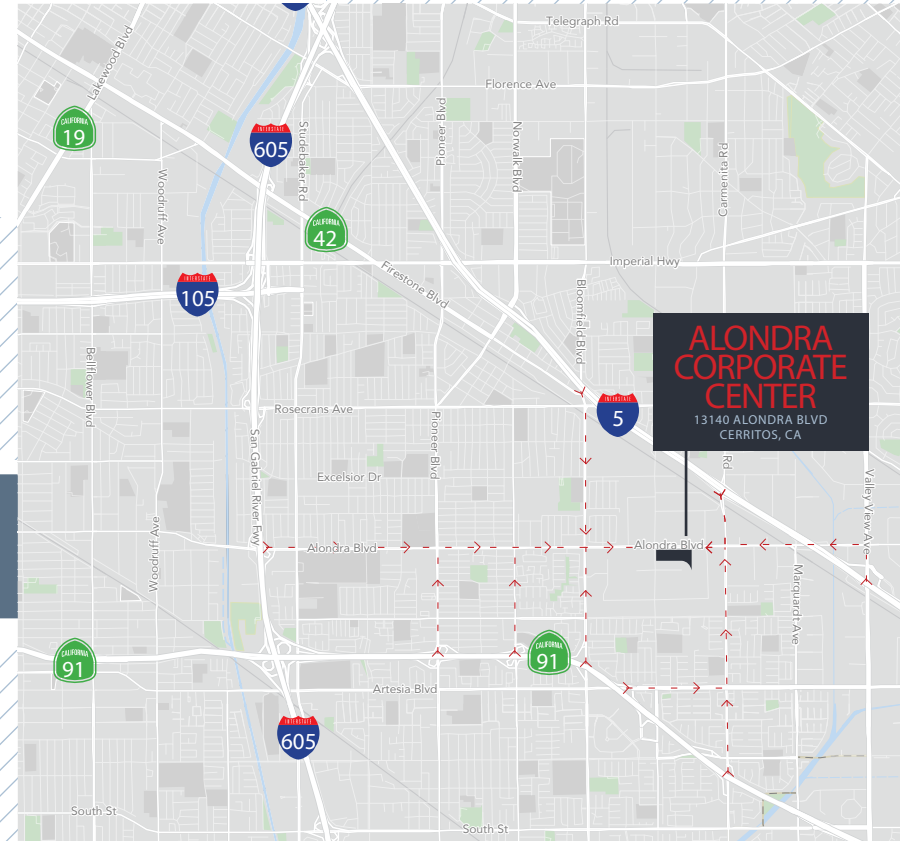 Telegraph Rd
Lakewood Blvd
Florence Ave
CALIFORNIA
19
INTERSTATE
605
Studebaker Rd
Pioneer Blvd
Norwalk Blvd
Carmenita Rd
Woodruff Ave
CALIFORNIA
42
Imperial Hwy
Firestone Blvd
INTERSTATE
105
Bloomfield Blvd
ALONDRA
CORPORATE
CENTER
13140 ALONDRA BLVD
CERRITOS, CA
Bellflower Blvd
Rosecrans Ave
INTERSTATE
5
Pioneer Blvd
San Gabriel River Fwy
Rd
Excelsior Dr
Valley View Ave
Woodruff Ave
Alondra Blvd
Alondra Blvd
Marquardt Ave
CALIFORNIA
91
CALIFORNIA
91
Artesia Blvd
INTERSTATE
605
South St
South St